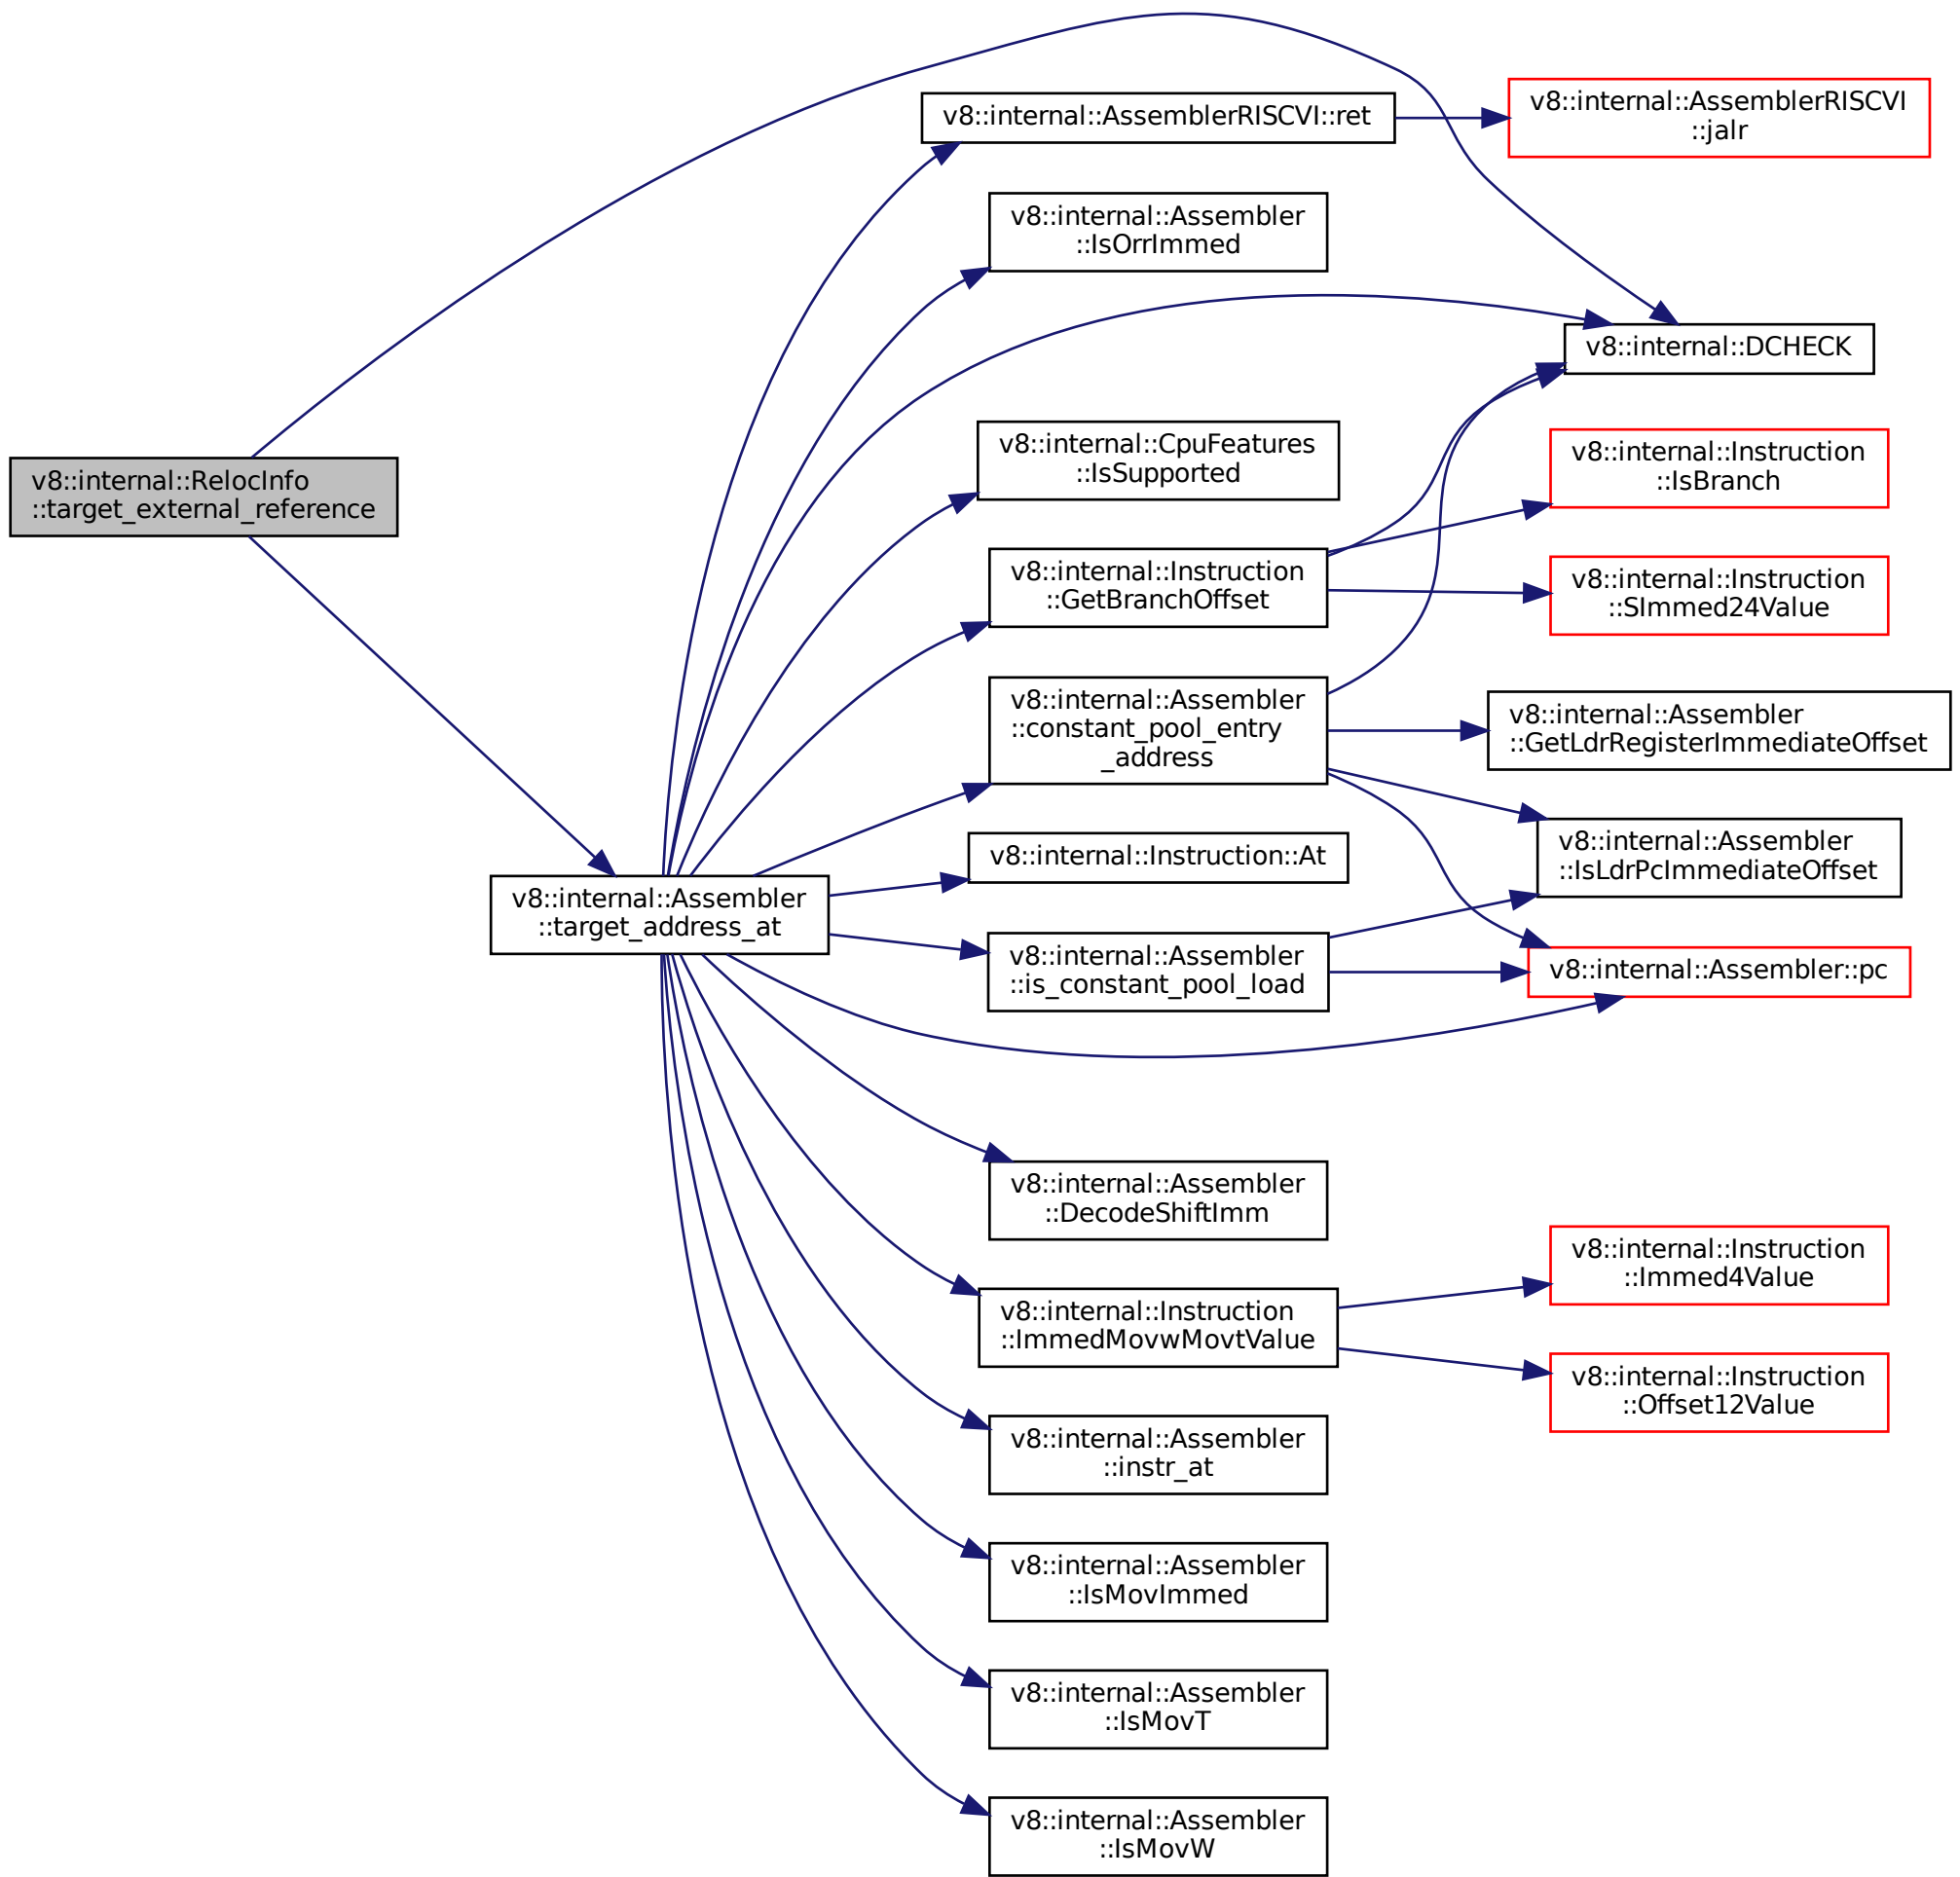 v8::internal::RelocInfo
::target_external_reference
v8::internal::Assembler
::target_address_at
v8::internal::AssemblerRISCVI::ret
v8::internal::Assembler
::IsOrrImmed
v8::internal::CpuFeatures
::IsSupported
v8::internal::Instruction
::GetBranchOffset
v8::internal::Assembler
::constant_pool_entry
_address
v8::internal::Instruction::At
v8::internal::Assembler
::is_constant_pool_load
v8::internal::Assembler
::DecodeShiftImm
v8::internal::Instruction
::ImmedMovwMovtValue
v8::internal::Assembler
::instr_at
v8::internal::Assembler
::IsMovImmed
v8::internal::Assembler
::IsMovT
v8::internal::Assembler
::IsMovW
v8::internal::AssemblerRISCVI
::jalr
v8::internal::DCHECK
v8::internal::Instruction
::IsBranch
v8::internal::Instruction
::SImmed24Value
v8::internal::Assembler
::GetLdrRegisterImmediateOffset
v8::internal::Assembler
::IsLdrPcImmediateOffset
v8::internal::Assembler::pc
v8::internal::Instruction
::Immed4Value
v8::internal::Instruction
::Offset12Value